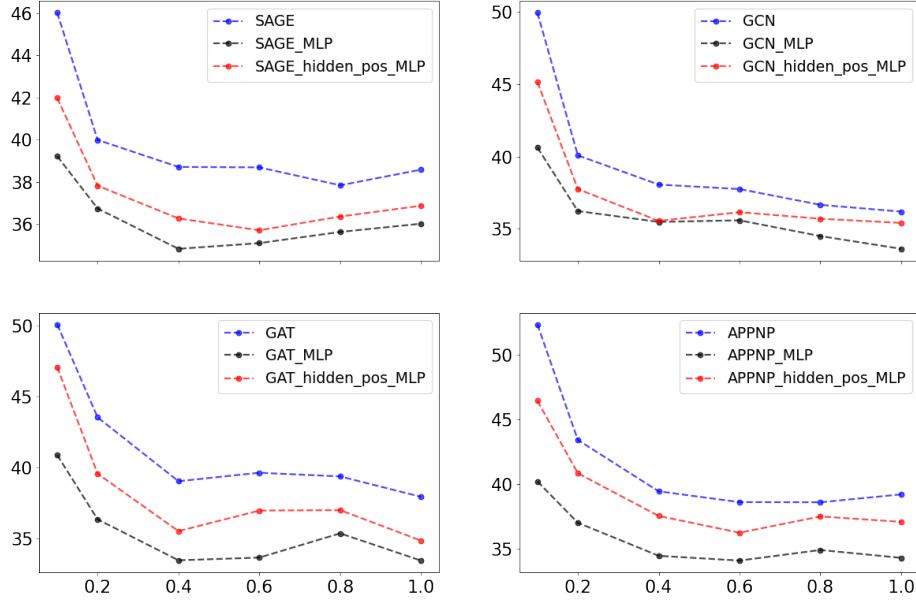 46
44
42
40
38
36
SAGE
SAGE_MLP
SAGE_hidden_pos_MLP
50
45
40
35
GCN
GCN_MLP
GCN_hidden_pos_MLP
50
45
40
35
0.2 0.4 0.6 0.8 1.0
GAT
GAT_MLP
GAT_hidden_pos_MLP
50
45
40
35
0.2 0.4 0.6 0.8 1.0
APPNP
APPNP_MLP
APPNP_hidden_pos_MLP